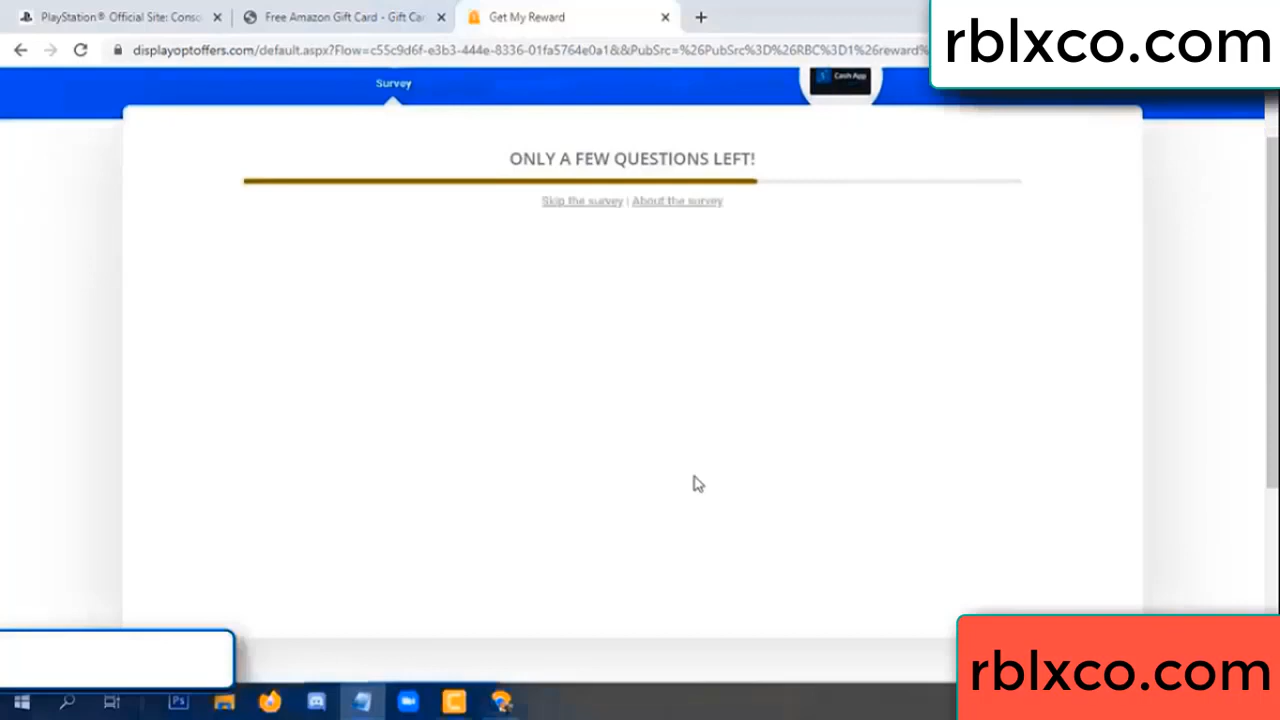 PlayStation® Official Site: Conso
Free Amazon Gift Card - Gift Car
Get My Reward
rblxco.com
displayoptoffers.com/default.aspx?Flow=c55c9d6f-e3b3-444e-8336-01fa5764e0a1&&PubSrc=%26PubSrc%3D%26RBC%3D1%26reward%
Survey
Cash App
ONLY A FEW QUESTIONS LEFT!
Skip the survey | About the survey
rblxco.com
Ps